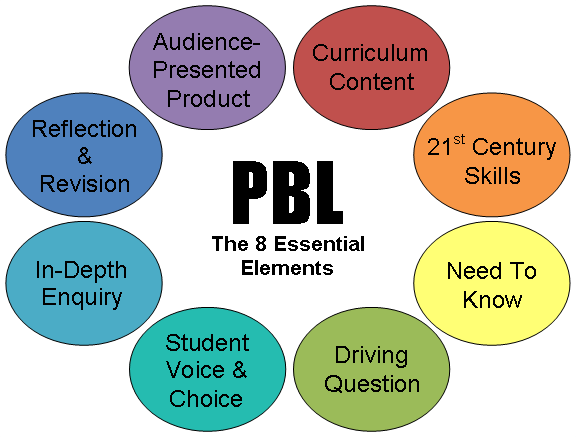 Audience-
Presented
Product
Curriculum
Content
21st Century
Skills
Need To
Know
Driving
Question
Student
Voice &
Choice
In-Depth
Enquiry
Reflection
&
Revision
PBL
The 8 Essential
Elements